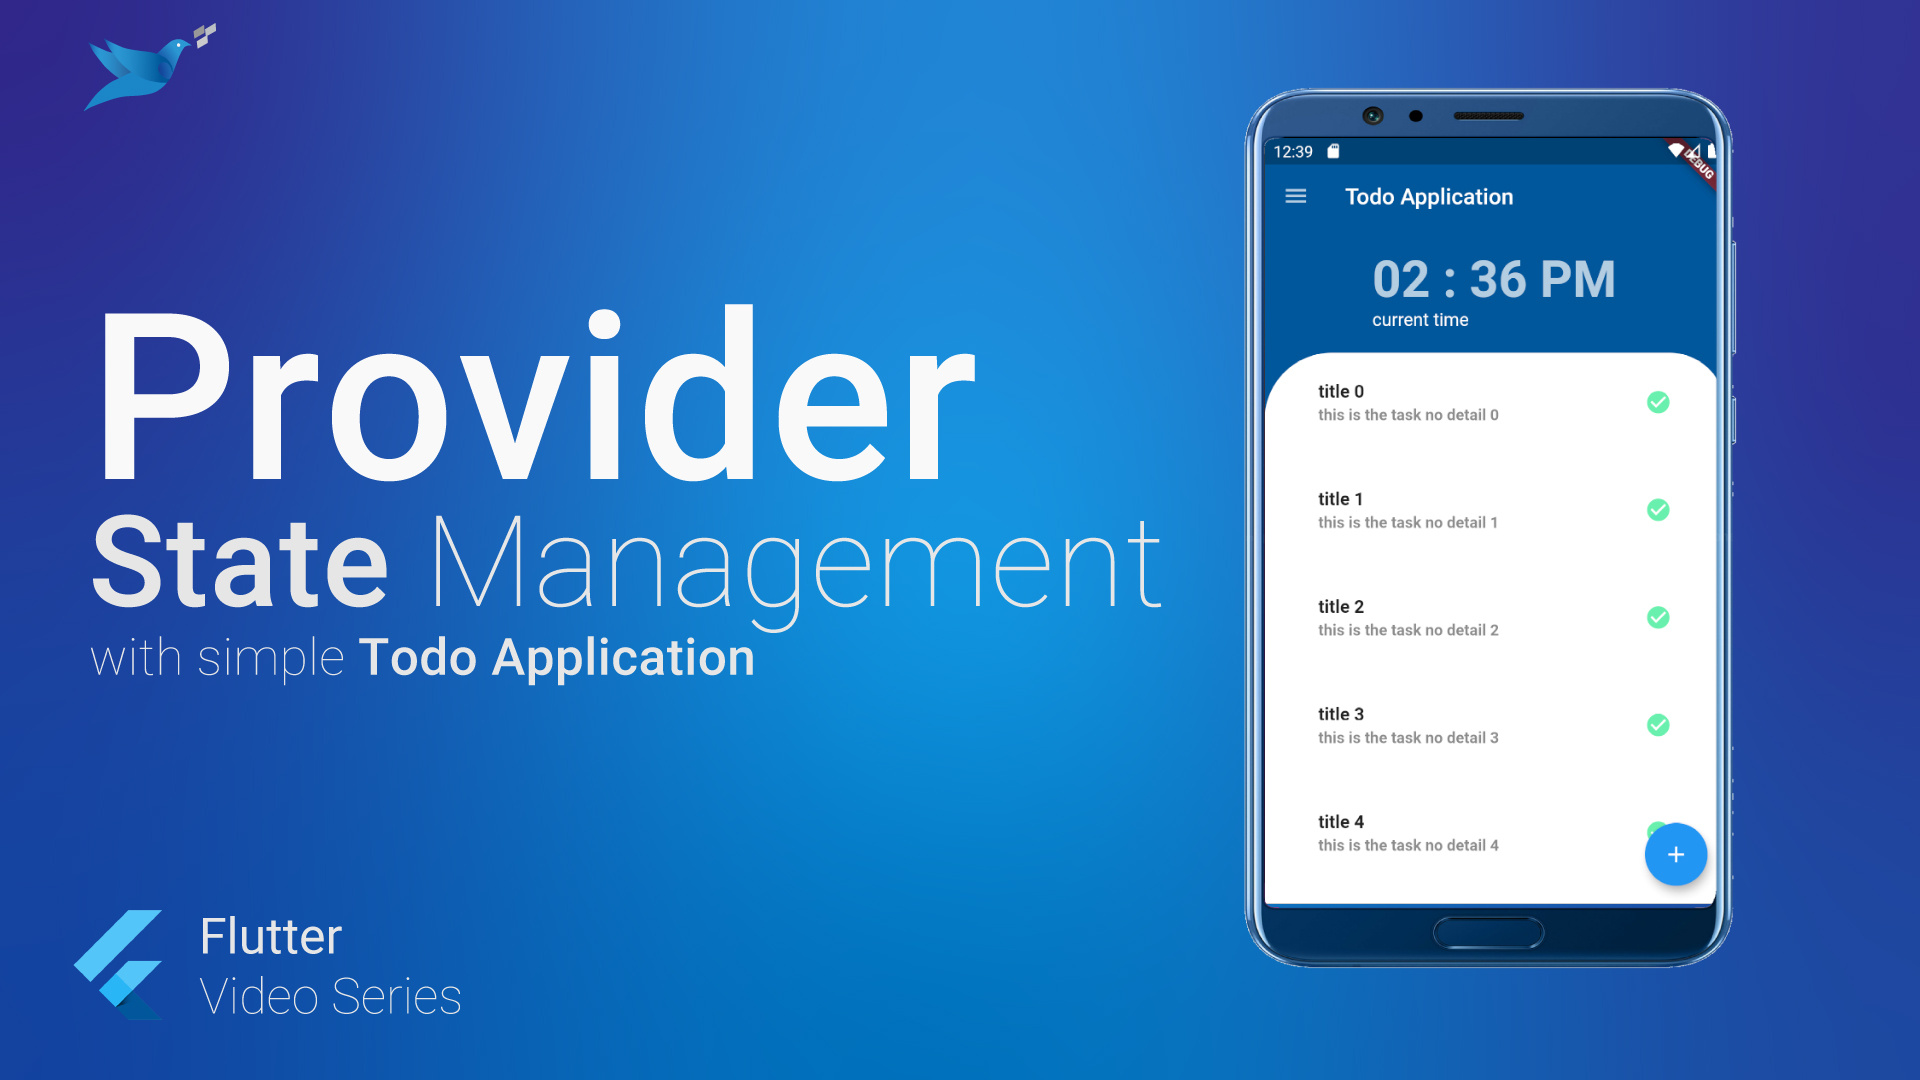 Provider
State Management
with simple Todo Application
Flutter
Video Series
12:39
DEBUG
Todo Application
02 : 36 PM
current time
title 0
this is the task no detail 0
title 1
this is the task no detail 1
title 2
this is the task no detail 2
title 3
this is the task no detail 3
title 4
this is the task no detail 4
+